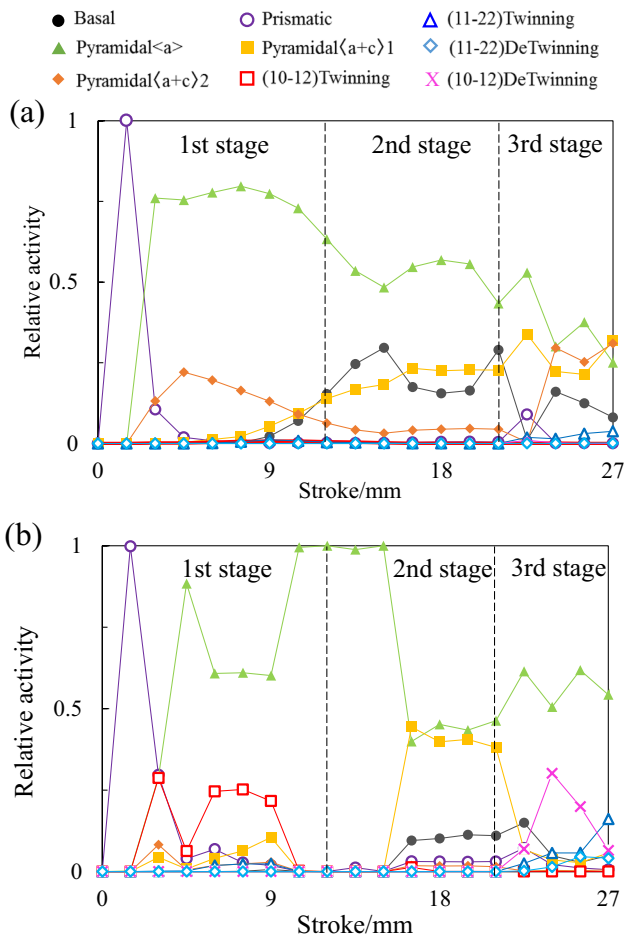 Basal Prismatic (11-22)Twinning
Pyramidal<a> Pyramidal⟨a+c⟩1 (11-22)DeTwinning
Pyramidal⟨a+c⟩2 (10-12)Twinning (10-12)DeTwinning
(a)
1
1st stage 2nd stage 3rd stage
0.5
Relative activity
0
0 9 18 27
Stroke/mm
(b)
1
1st stage 2nd stage 3rd stage
0.5
Relative activity
0
0 9 18 27
Stroke/mm